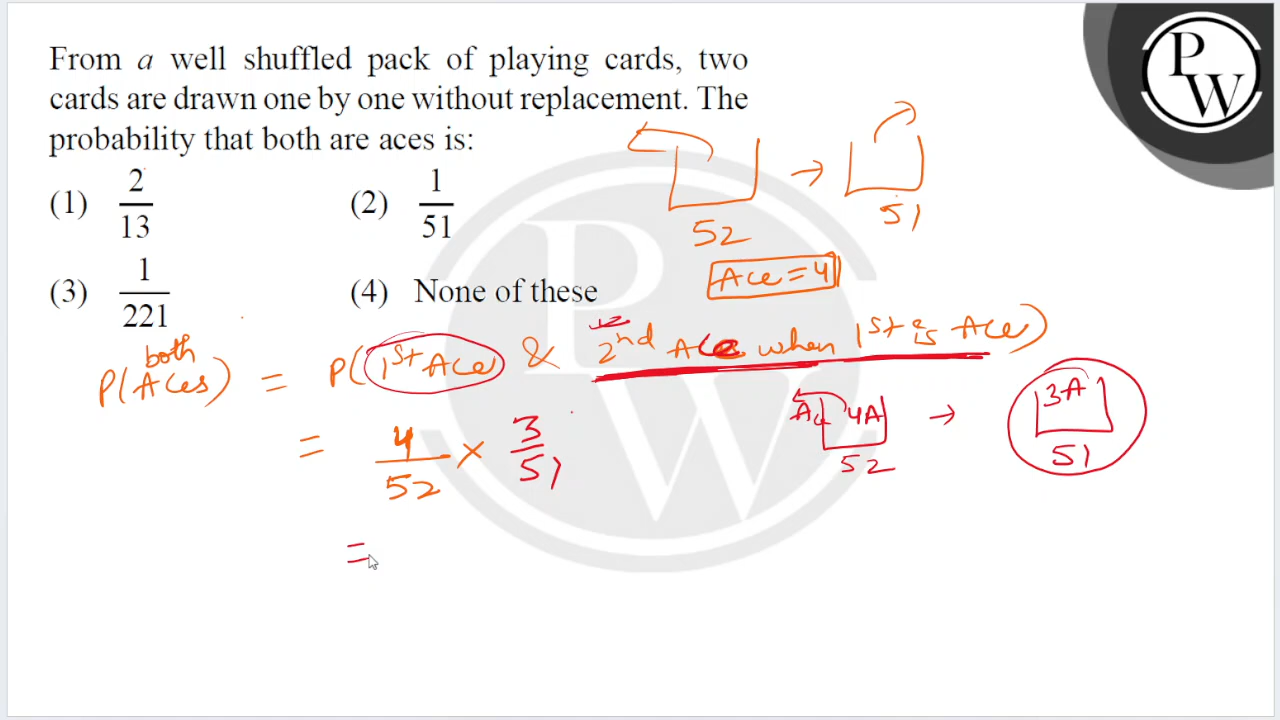 From a well shuffled pack of playing cards, two
cards are drawn one by one without replacement. The
probability that both are aces is:
(1) 2/13 (2) 1/51
(3) 1/221 (4) None of these
P
W
52 → 51
Ace = 4
P(both Aces) = P(1st Ace & 2nd Ace when 1st is Ace)
= 4/52 × 3/51
4A 52 → 3A 51
=